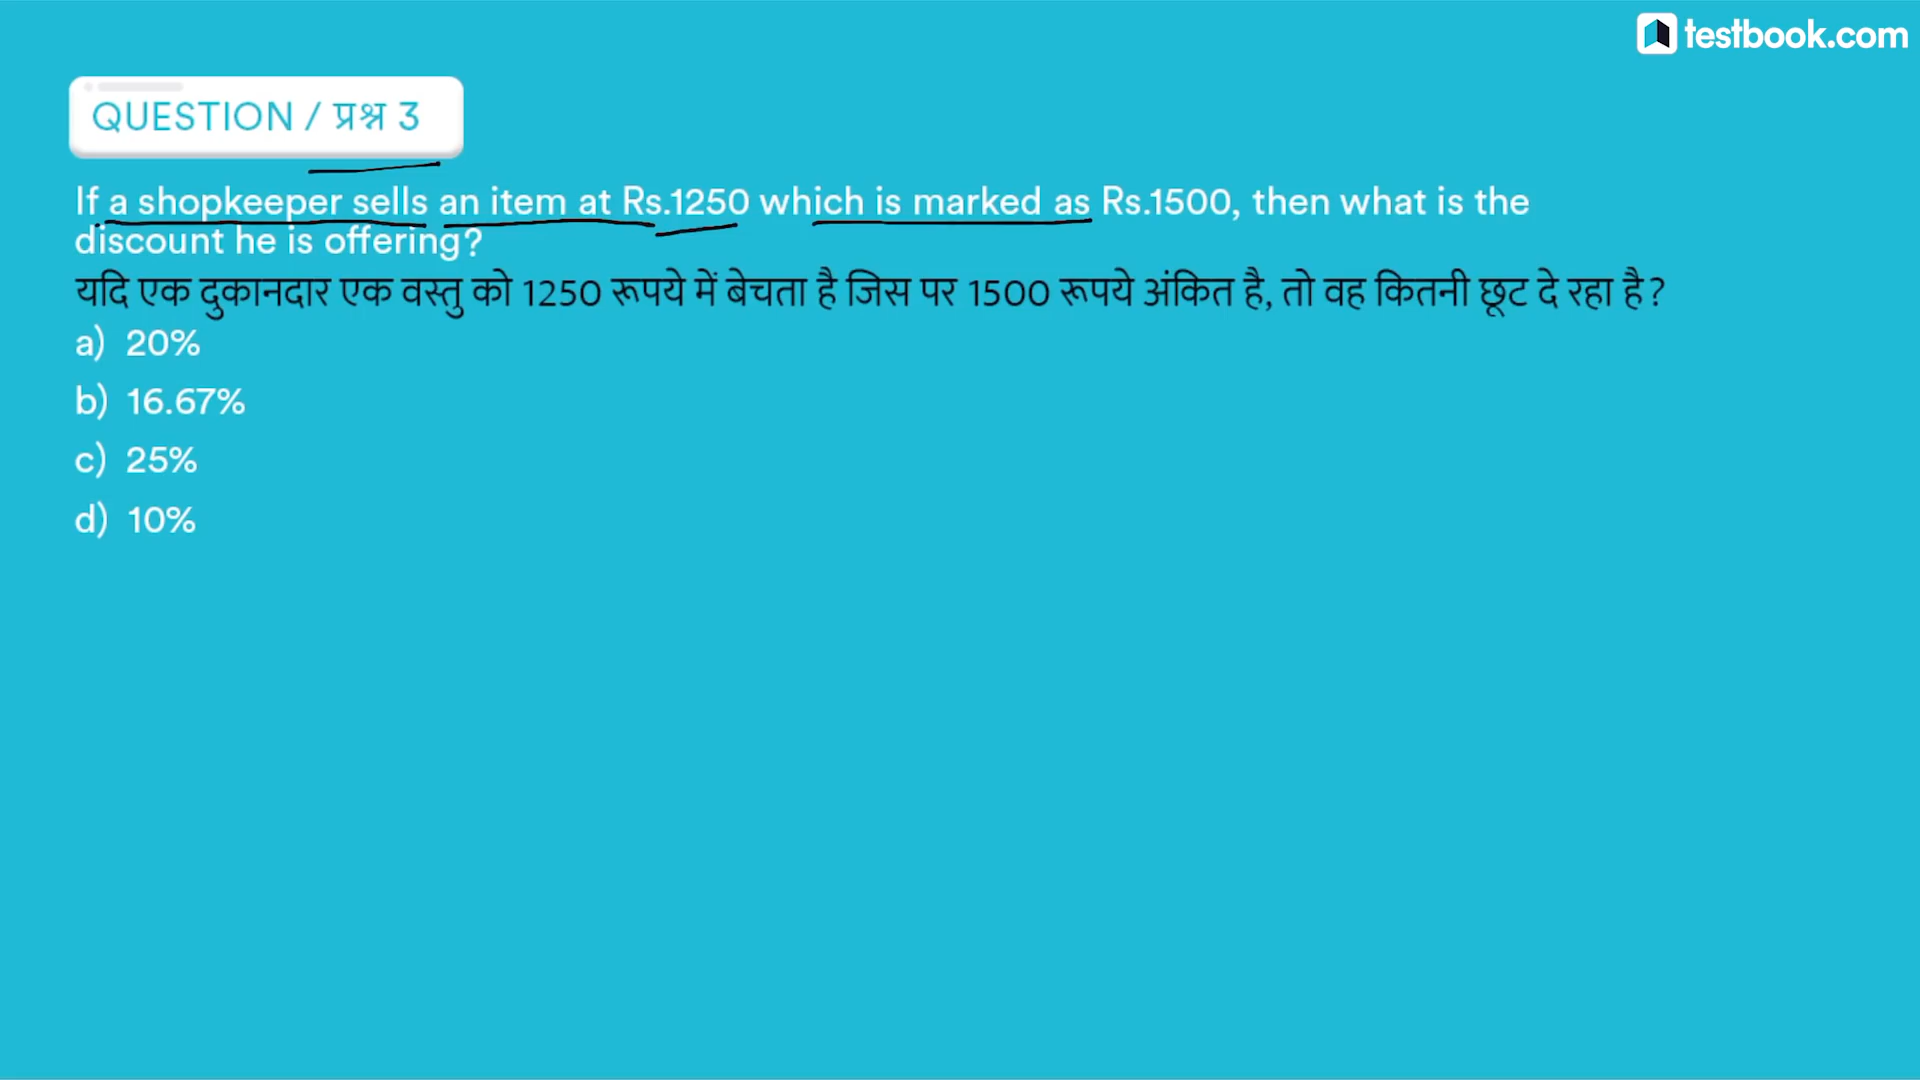 testbook.com
QUESTION / प्रश्न 3
If a shopkeeper sells an item at Rs.1250 which is marked as Rs.1500, then what is the
discount he is offering?
यदि एक दुकानदार एक वस्तु को 1250 रूपये में बेचता है जिस पर 1500 रूपये अंकित है, तो वह कितनी छूट दे रहा है?
a) 20%
b) 16.67%
c) 25%
d) 10%